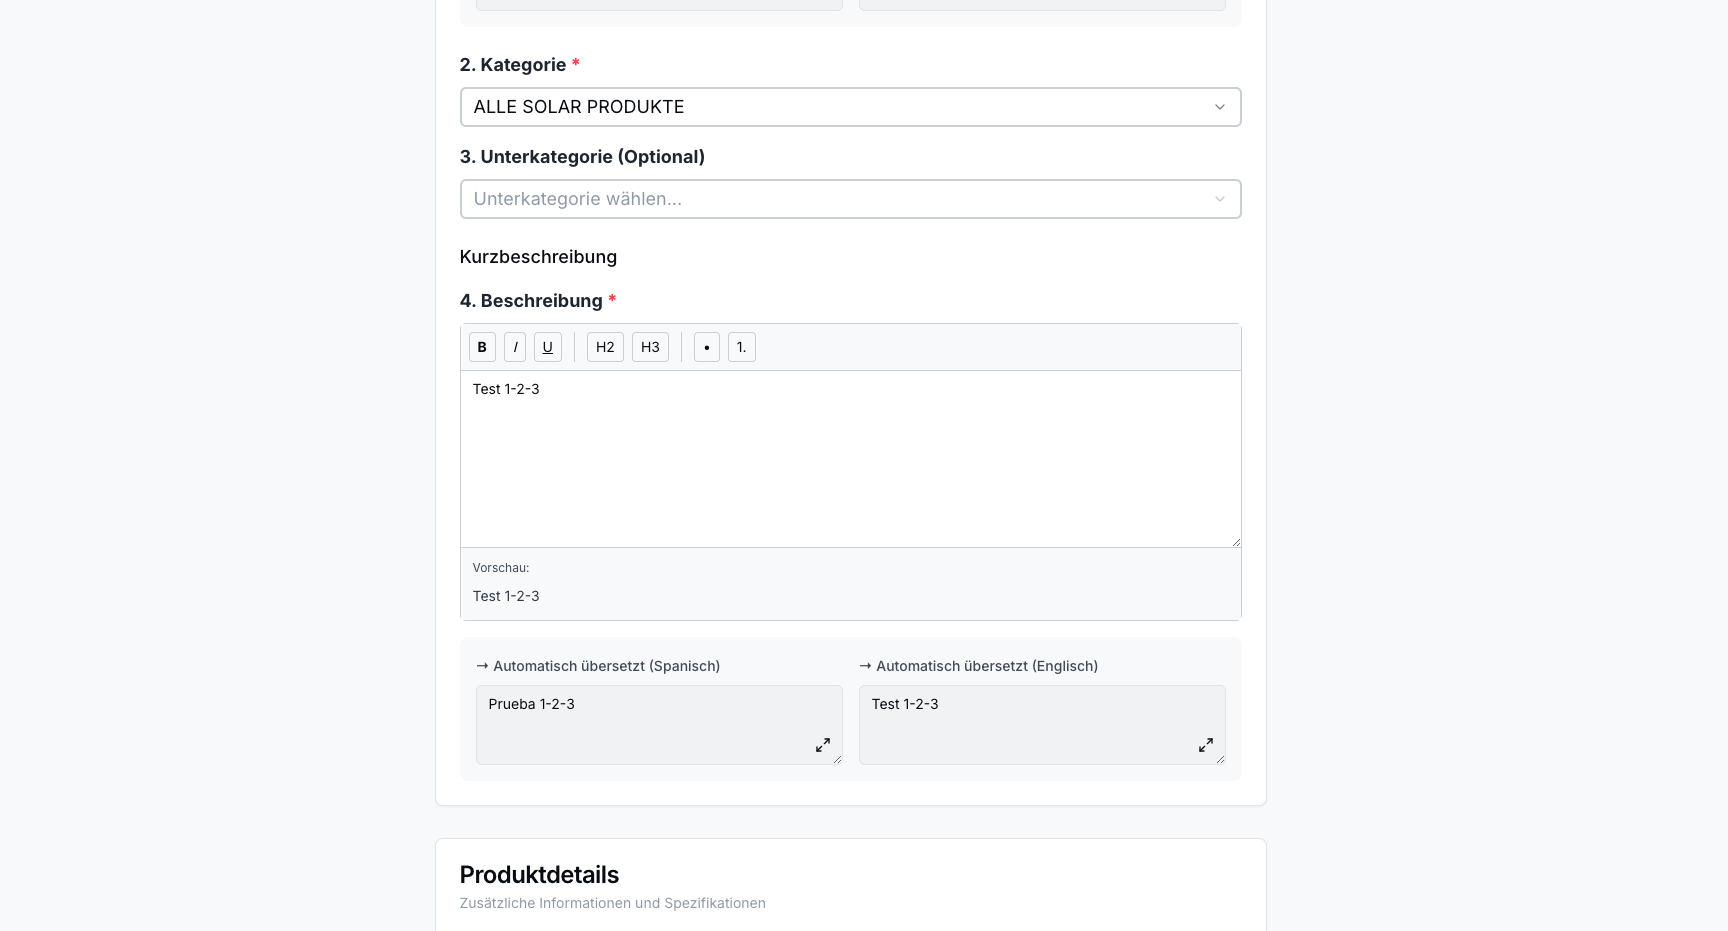 2. Kategorie *
ALLE SOLAR PRODUKTE
3. Unterkategorie (Optional)
Unterkategorie wählen...
Kurzbeschreibung
4. Beschreibung *
B I U H2 H3 • 1.
Test 1-2-3
Vorschau:
Test 1-2-3
→ Automatisch übersetzt (Spanisch)
Prueba 1-2-3
→ Automatisch übersetzt (Englisch)
Test 1-2-3
Produktdetails
Zusätzliche Informationen und Spezifikationen